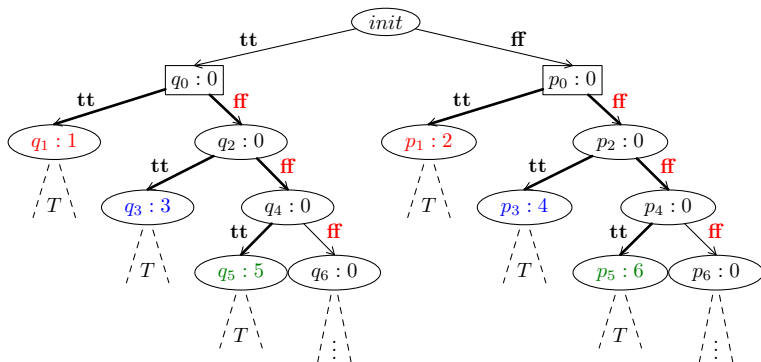 init
tt ff
q₀ : 0 p₀ : 0
tt ff tt ff
q₁ : 1 q₂ : 0 p₁ : 2 p₂ : 0
tt ff tt ff
T q₃ : 3 q₄ : 0 T p₃ : 4 p₄ : 0
tt ff tt ff
T q₅ : 5 q₆ : 0 T p₅ : 6 p₆ : 0
T ⋮ T ⋮